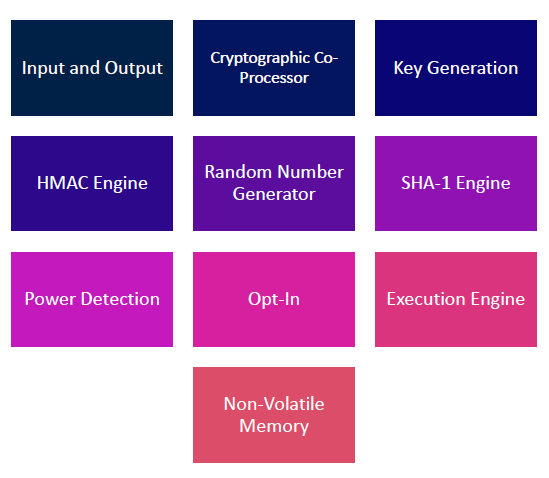 Input and Output
Cryptographic Co-
Processor
Key Generation
HMAC Engine
Random Number
Generator
SHA-1 Engine
Power Detection
Opt-In
Execution Engine
Non-Volatile
Memory